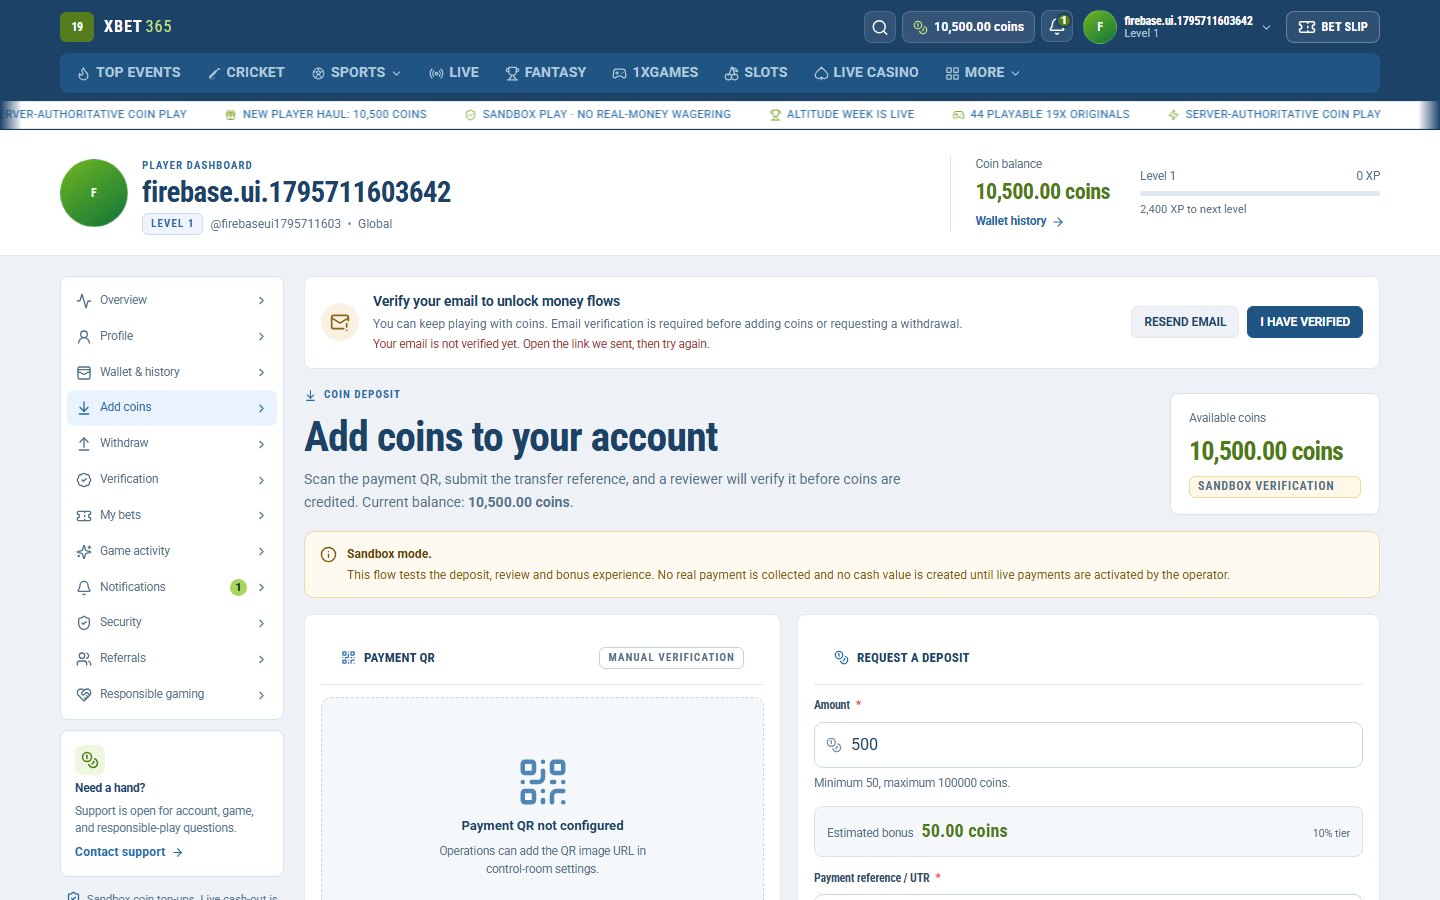 19 XBET 365
10,500.00 coins
1
F
firebase.ui.1795711603642
Level 1
BET SLIP
TOP EVENTS CRICKET SPORTS LIVE FANTASY 1XGAMES SLOTS LIVE CASINO MORE
ERVER-AUTHORITATIVE COIN PLAY NEW PLAYER HAUL: 10,500 COINS SANDBOX PLAY · NO REAL-MONEY WAGERING ALTITUDE WEEK IS LIVE 44 PLAYABLE 19X ORIGINALS SERVER-AUTHORITATIVE COIN PLAY
F
PLAYER DASHBOARD
firebase.ui.1795711603642
LEVEL 1 @firebaseui1795711603 • Global
Coin balance
10,500.00 coins
Wallet history
Level 1 0 XP
2,400 XP to next level
Overview
Profile
Wallet & history
Add coins
Withdraw
Verification
My bets
Game activity
Notifications 1
Security
Referrals
Responsible gaming
Need a hand?
Support is open for account, game,
and responsible-play questions.
Contact support
Sandbox coin top-ups. Live cash-out is
Verify your email to unlock money flows
You can keep playing with coins. Email verification is required before adding coins or requesting a withdrawal.
Your email is not verified yet. Open the link we sent, then try again.
RESEND EMAIL
I HAVE VERIFIED
COIN DEPOSIT
Add coins to your account
Scan the payment QR, submit the transfer reference, and a reviewer will verify it before coins are
credited. Current balance: 10,500.00 coins.
Available coins
10,500.00 coins
SANDBOX VERIFICATION
Sandbox mode.
This flow tests the deposit, review and bonus experience. No real payment is collected and no cash value is created until live payments are activated by the operator.
PAYMENT QR
MANUAL VERIFICATION
Payment QR not configured
Operations can add the QR image URL in
control-room settings.
REQUEST A DEPOSIT
Amount *
500
Minimum 50, maximum 100000 coins.
Estimated bonus 50.00 coins 10% tier
Payment reference / UTR *